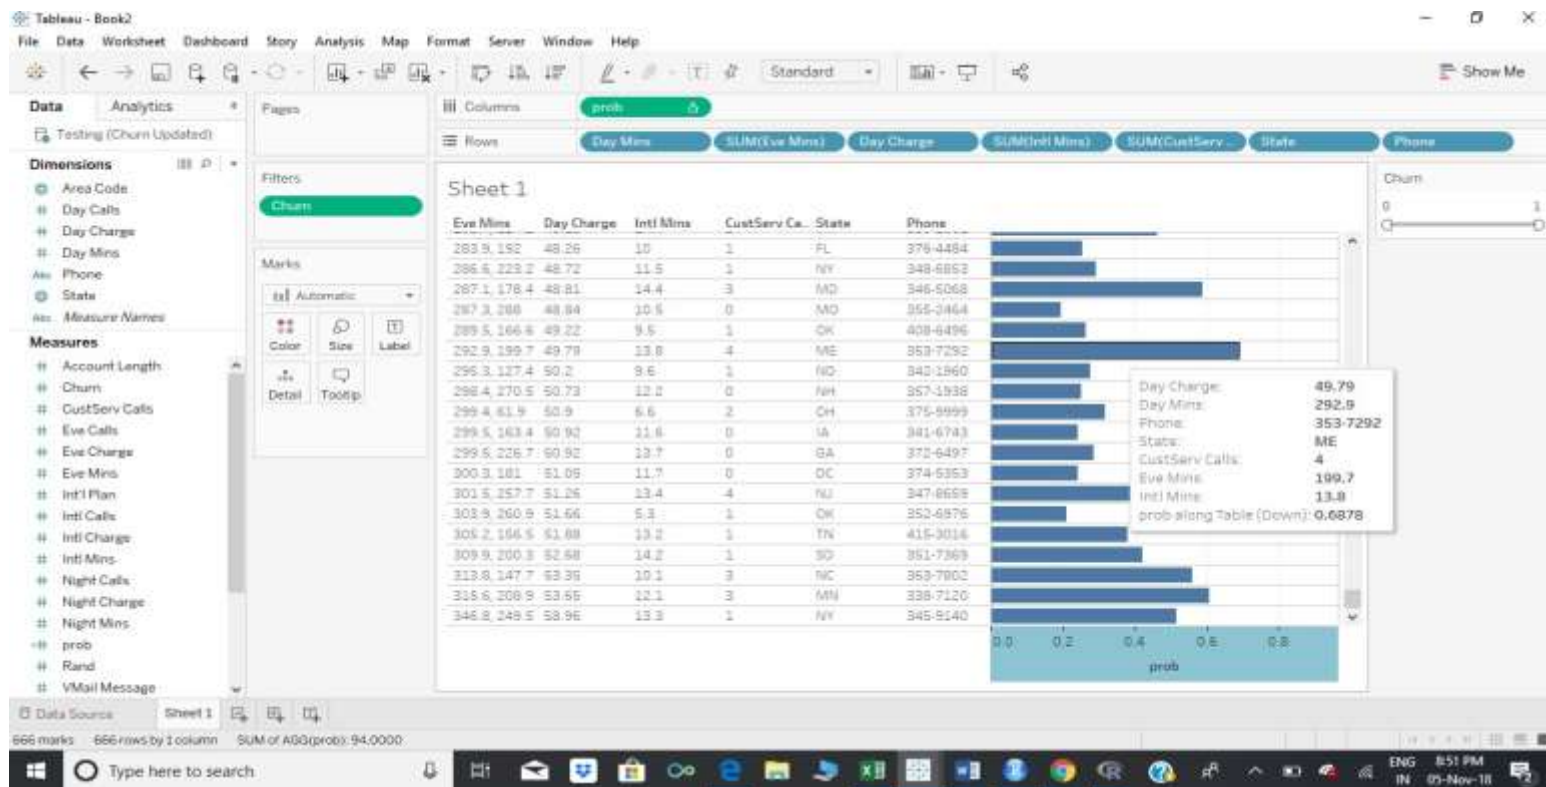 Tableau - Book2
File Data Worksheet Dashboard Story Analysis Map Format Server Window Help
Standard
Show Me
Data Analytics
Pages
Columns
prob
Testing (Churn Updated)
Rows
Day Mins SUM(Eve Mins) Day Charge SUM(Intl Mins) SUM(CustServ .. State Phone
Dimensions
Area Code
Day Calls
Day Charge
Day Mins
Abc Phone
State
Abc Measure Names
Measures
Account Length
Churn
CustServ Calls
Eve Calls
Eve Charge
Eve Mins
Int'l Plan
Intl Calls
Intl Charge
Intl Mins
Night Calls
Night Charge
Night Mins
prob
Rand
VMail Message
Filters
Churn
Marks
Automatic
Color Size Label
Detail Tooltip
Sheet 1
Eve Mins Day Charge Intl Mins CustServ Ca.. State Phone
283.9, 192 48.26 10 1 FL 376-4484
286.6, 223.2 48.72 11.5 1 NY 348-6853
287.1, 178.4 48.81 14.4 3 MO 346-5068
287.3, 288 48.84 10.5 0 MO 355-2464
289.5, 166.6 49.22 9.5 1 OK 408-6496
292.9, 199.7 49.79 13.8 4 ME 353-7292
295.3, 127.4 50.2 9.6 1 ND 342-1960
298.4, 270.5 50.73 12.2 0 NH 357-1938
299.4, 61.9 50.9 6.6 2 OH 375-9999
299.5, 163.4 50.92 11.6 0 IA 341-6743
299.5, 226.7 50.92 13.7 0 GA 372-6497
300.3, 181 51.05 11.7 0 DC 374-5353
301.5, 257.7 51.26 13.4 4 NJ 347-8659
303.9, 260.9 51.66 5.3 1 OK 352-6976
305.2, 156.5 51.88 13.2 1 TN 415-3016
309.9, 200.3 52.68 14.2 1 SD 351-7369
313.8, 147.7 53.35 10.1 3 NC 353-7802
315.6, 208.9 53.65 12.1 3 MN 338-7120
346.8, 249.5 58.96 13.3 1 NY 345-9140
0.0 0.2 0.4 0.6 0.8
prob
Day Charge: 49.79
Day Mins: 292.9
Phone: 353-7292
State: ME
CustServ Calls: 4
Eve Mins: 199.7
Intl Mins: 13.8
prob along Table (Down): 0.6878
Churn
0 1
Data Source Sheet 1
666 marks 666 rows by 1 column SUM of AGG(prob): 94.0000
Type here to search
ENG 8:51 PM
IN 05-Nov-18